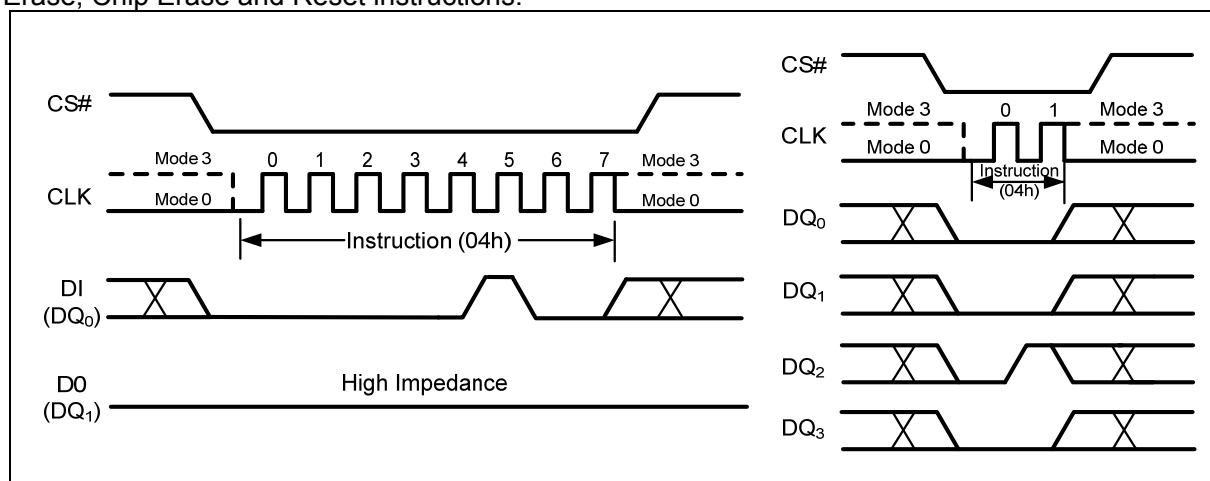 Erase, Chip Erase and Reset instructions.
CS#
Mode 3 0 1 2 3 4 5 6 7 Mode 3
CLK
Mode 0 Mode 0
Instruction (04h)
DI
(DQ0)
D0
(DQ1)
High Impedance
CS#
Mode 3 0 1 Mode 3
CLK
Mode 0 Mode 0
Instruction
(04h)
DQ0
DQ1
DQ2
DQ3